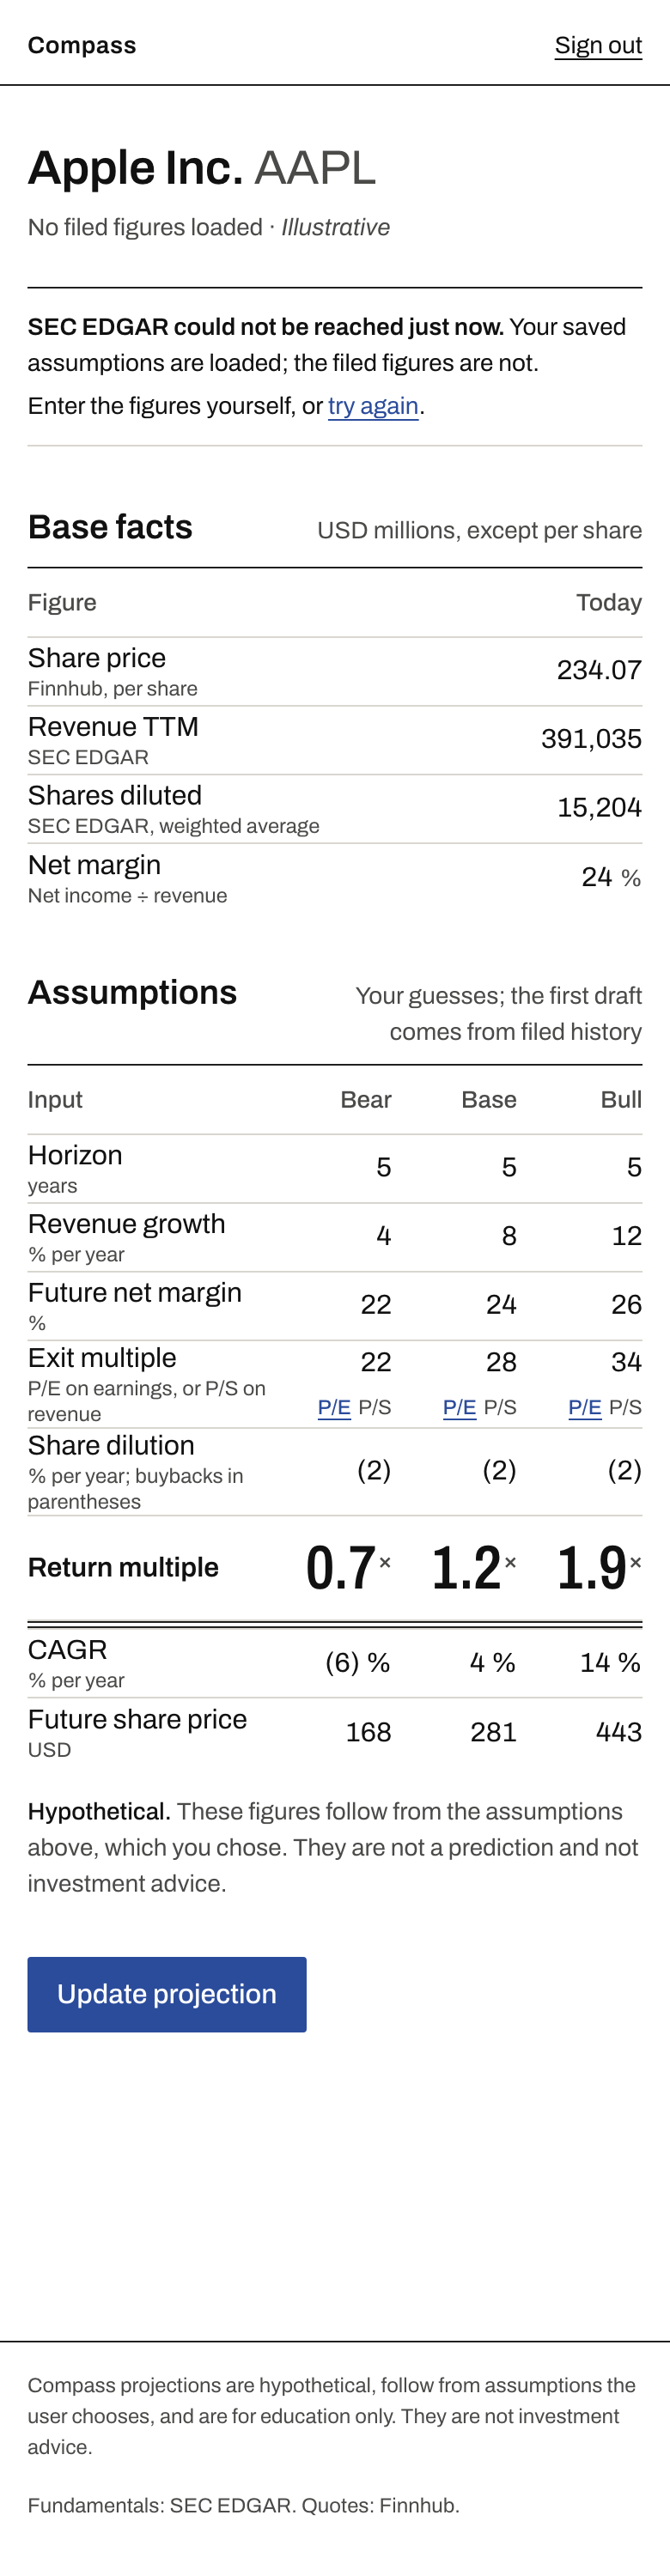 Compass
Sign out
Apple Inc. AAPL
No filed figures loaded · Illustrative
SEC EDGAR could not be reached just now. Your saved
assumptions are loaded; the filed figures are not.
Enter the figures yourself, or try again.
Base facts
USD millions, except per share
Figure Today
Share price
Finnhub, per share
234.07
Revenue TTM
SEC EDGAR
391,035
Shares diluted
SEC EDGAR, weighted average
15,204
Net margin
Net income ÷ revenue
24 %
Assumptions
Your guesses; the first draft
comes from filed history
Input Bear Base Bull
Horizon
years
5 5 5
Revenue growth
% per year
4 8 12
Future net margin
%
22 24 26
Exit multiple
P/E on earnings, or P/S on
revenue
22 28 34
P/E P/S P/E P/S P/E P/S
Share dilution
% per year; buybacks in
parentheses
(2) (2) (2)
Return multiple 0.7× 1.2× 1.9×
CAGR
% per year
(6) % 4 % 14 %
Future share price
USD
168 281 443
Hypothetical. These figures follow from the assumptions
above, which you chose. They are not a prediction and not
investment advice.
Update projection
Compass projections are hypothetical, follow from assumptions the
user chooses, and are for education only. They are not investment
advice.
Fundamentals: SEC EDGAR. Quotes: Finnhub.